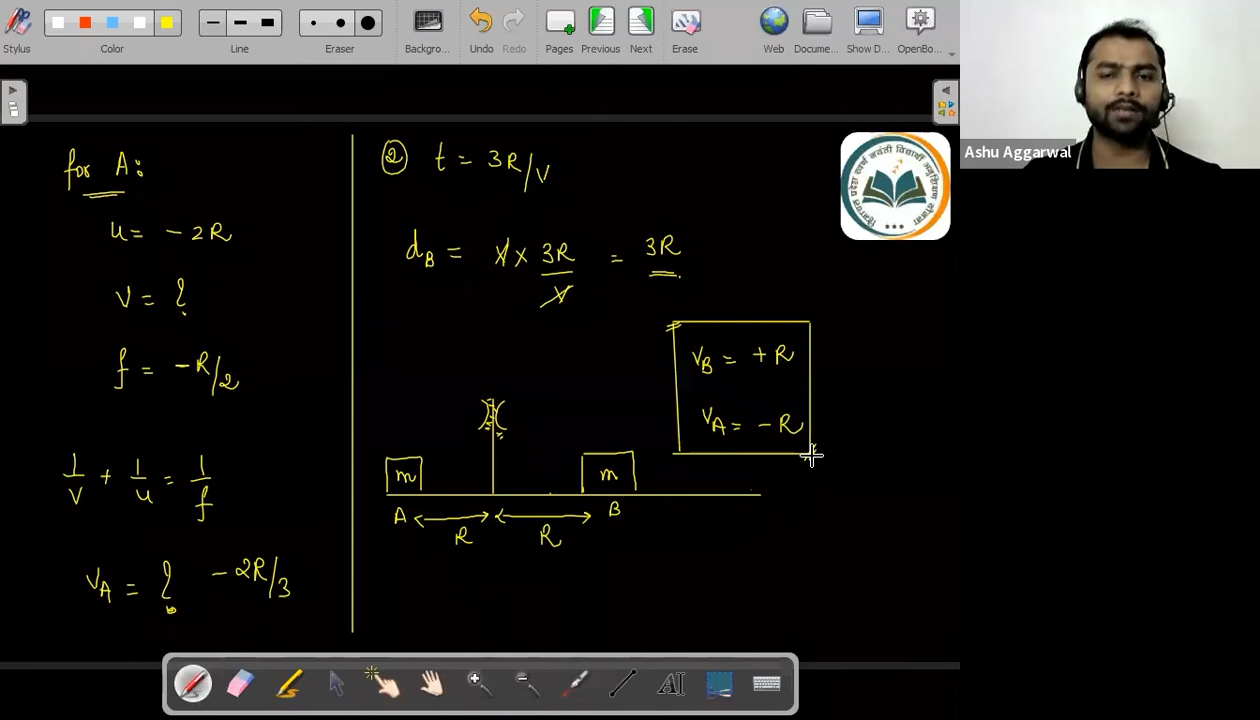 Stylus
Color
Line
Eraser
Backgro...
Undo
Redo
Pages
Previous
Next
Erase
Web
Docume...
Show D...
OpenBo...
for A:
u = - 2R
v = ?
f = - R/2
1/v + 1/u = 1/f
vA = ? - 2R/3
② t = 3R/v
dB = v × 3R/v = 3R
vB = + R
vA = - R
m
m
A
B
R
R
Ashu Aggarwal